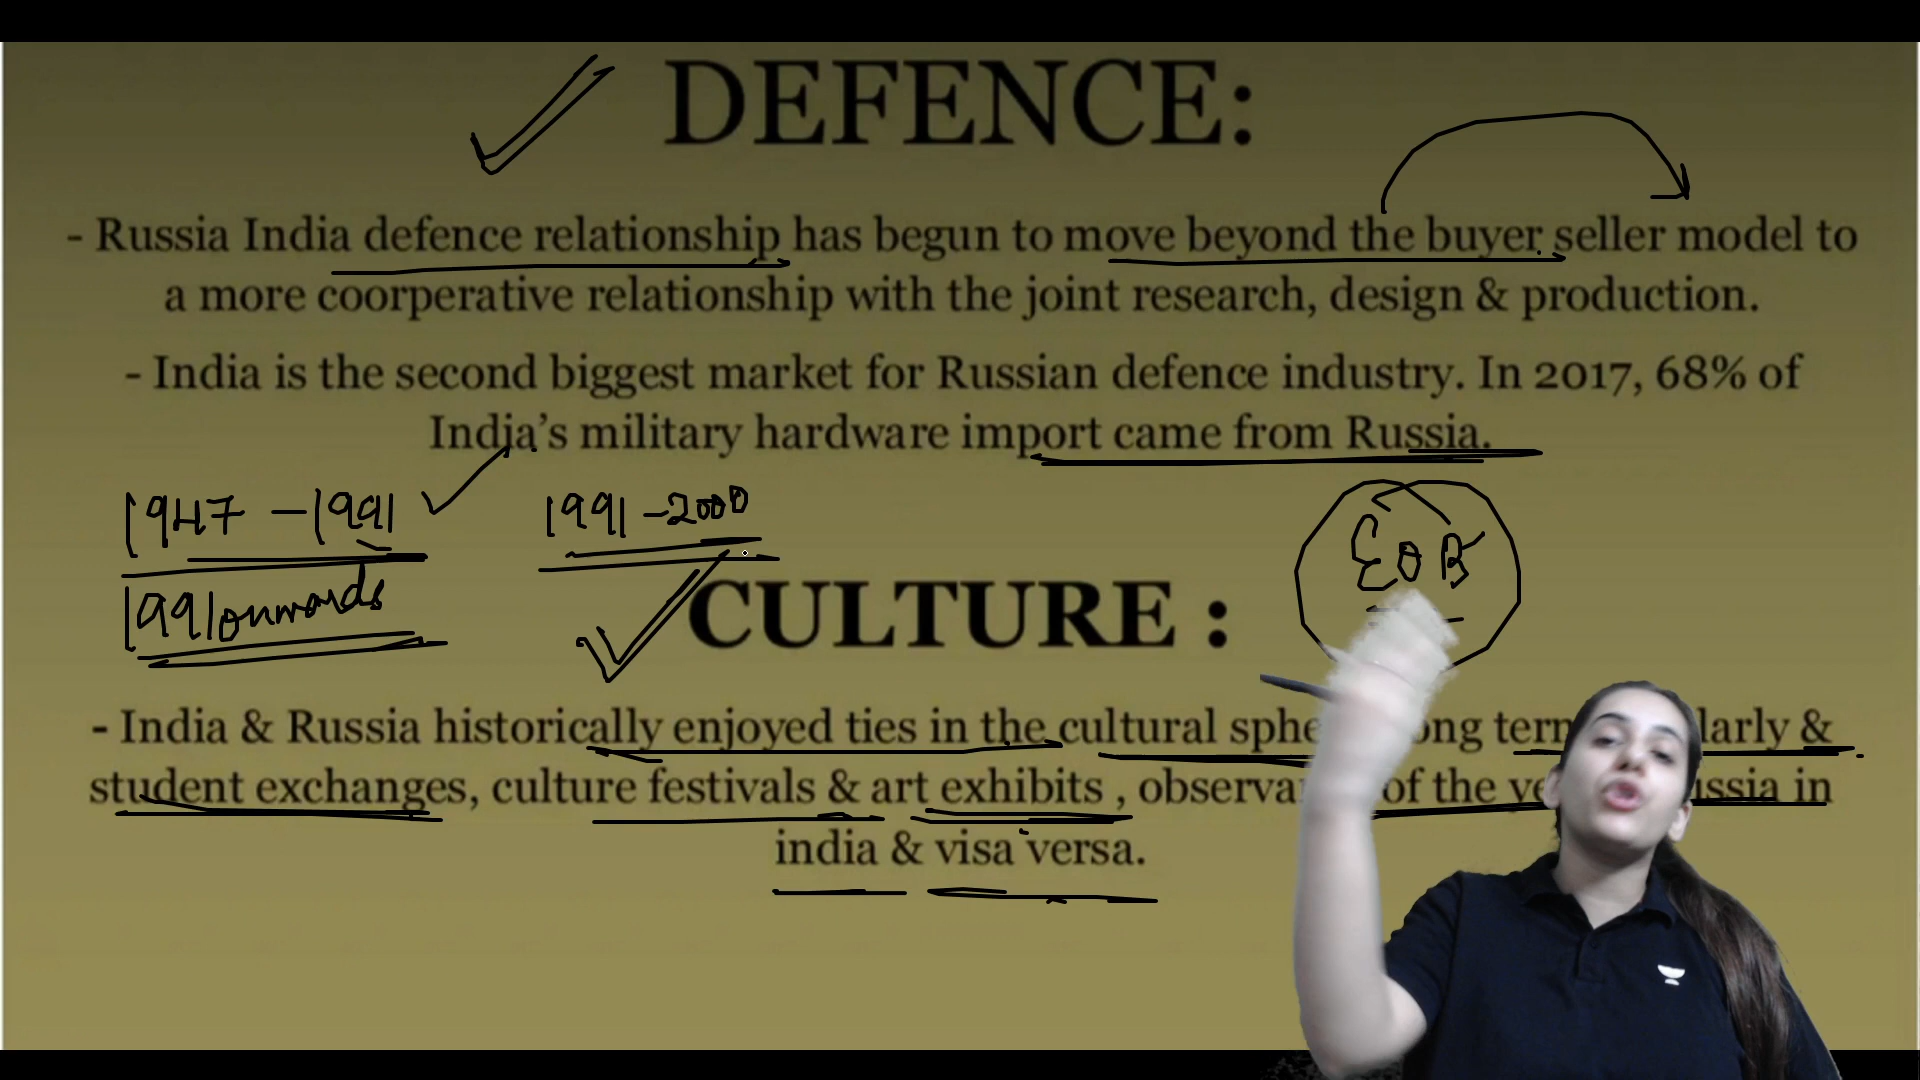 DEFENCE:
- Russia India defence relationship has begun to move beyond the buyer seller model to
a more coorperative relationship with the joint research, design & production.
- India is the second biggest market for Russian defence industry. In 2017, 68% of
India's military hardware import came from Russia.
1947 - 1991 1991 - 2000
EOB
1991 onwards
CULTURE :
- India & Russia historically enjoyed ties in the cultural
student exchanges, culture festivals & art exhibits , of the in
india & visa versa.